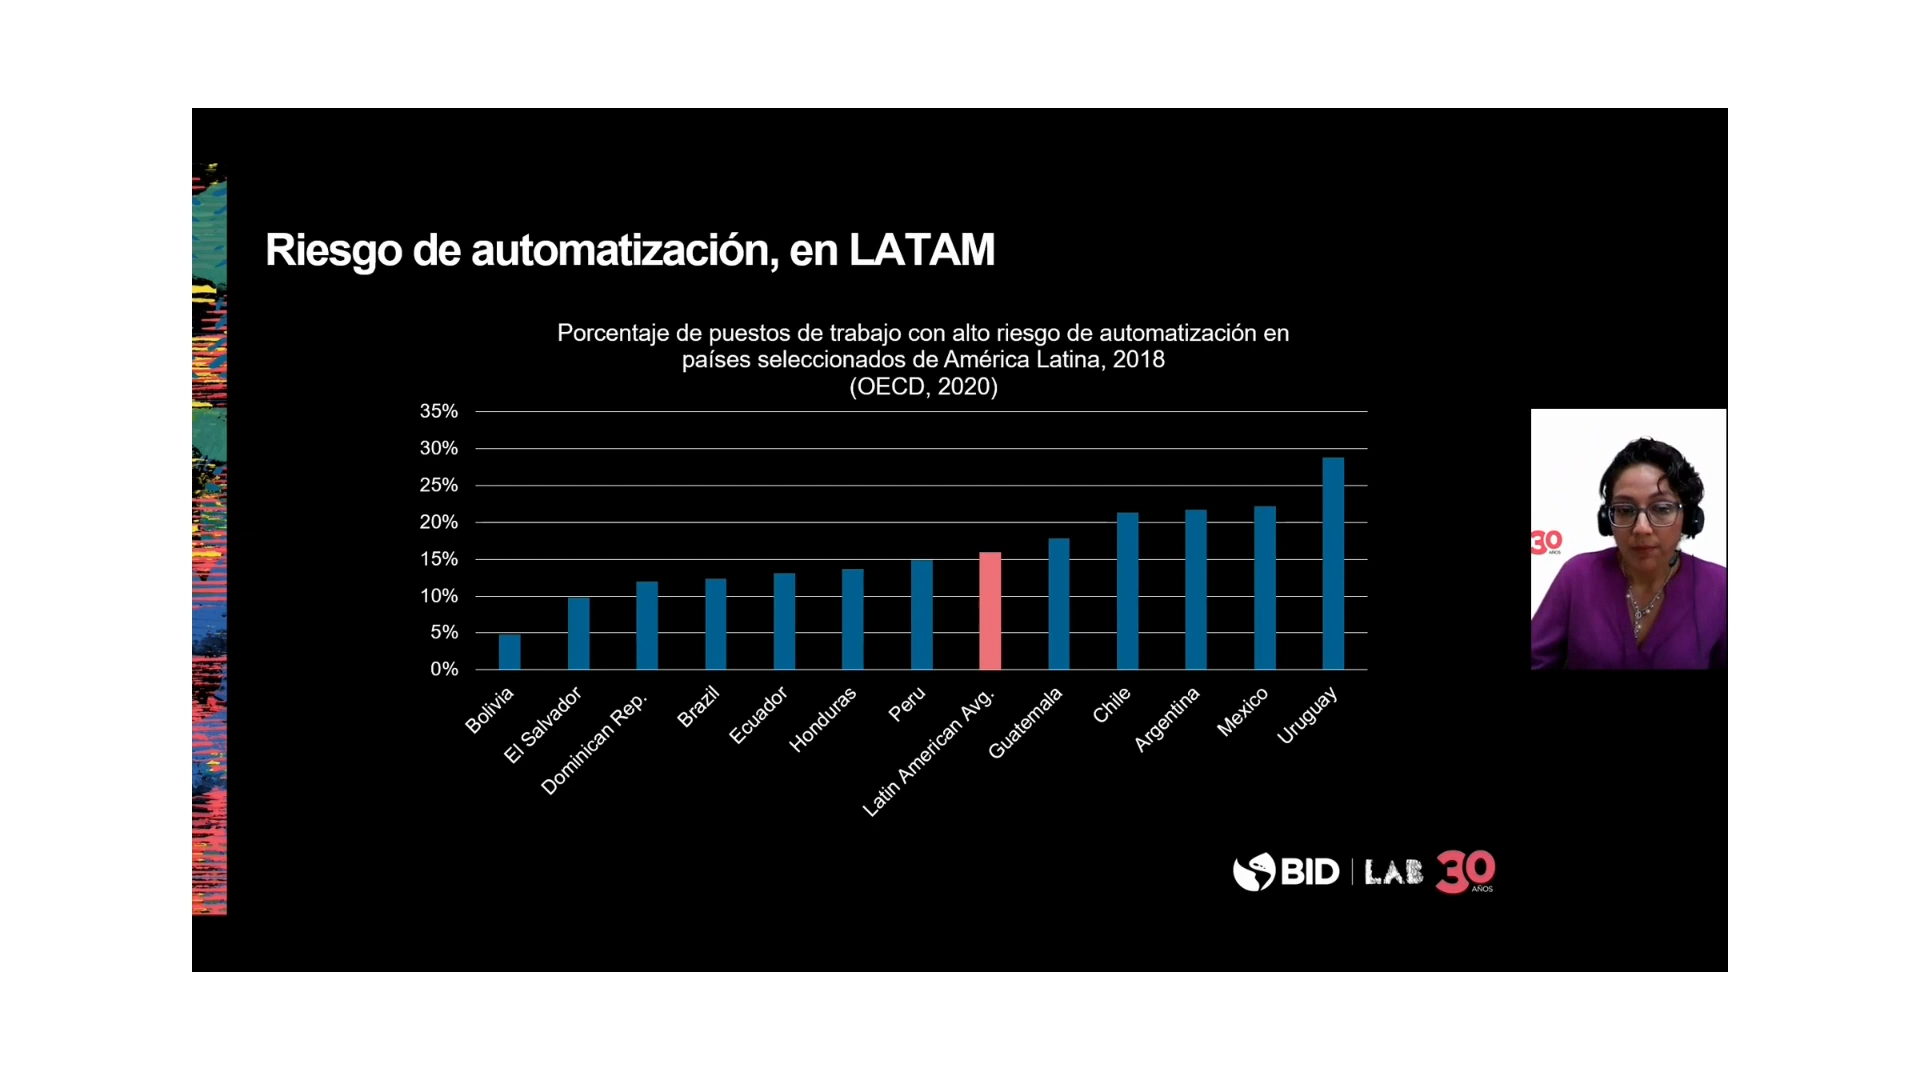 Riesgo de automatización, en LATAM
Porcentaje de puestos de trabajo con alto riesgo de automatización en
países seleccionados de América Latina, 2018
(OECD, 2020)
35%
30%
25%
20%
15%
10%
5%
0%
Bolivia
El Salvador
Dominican Rep.
Brazil
Ecuador
Honduras
Peru
Latin American Avg.
Guatemala
Chile
Argentina
Mexico
Uruguay
30
AÑOS
BID | LAB 30
AÑOS